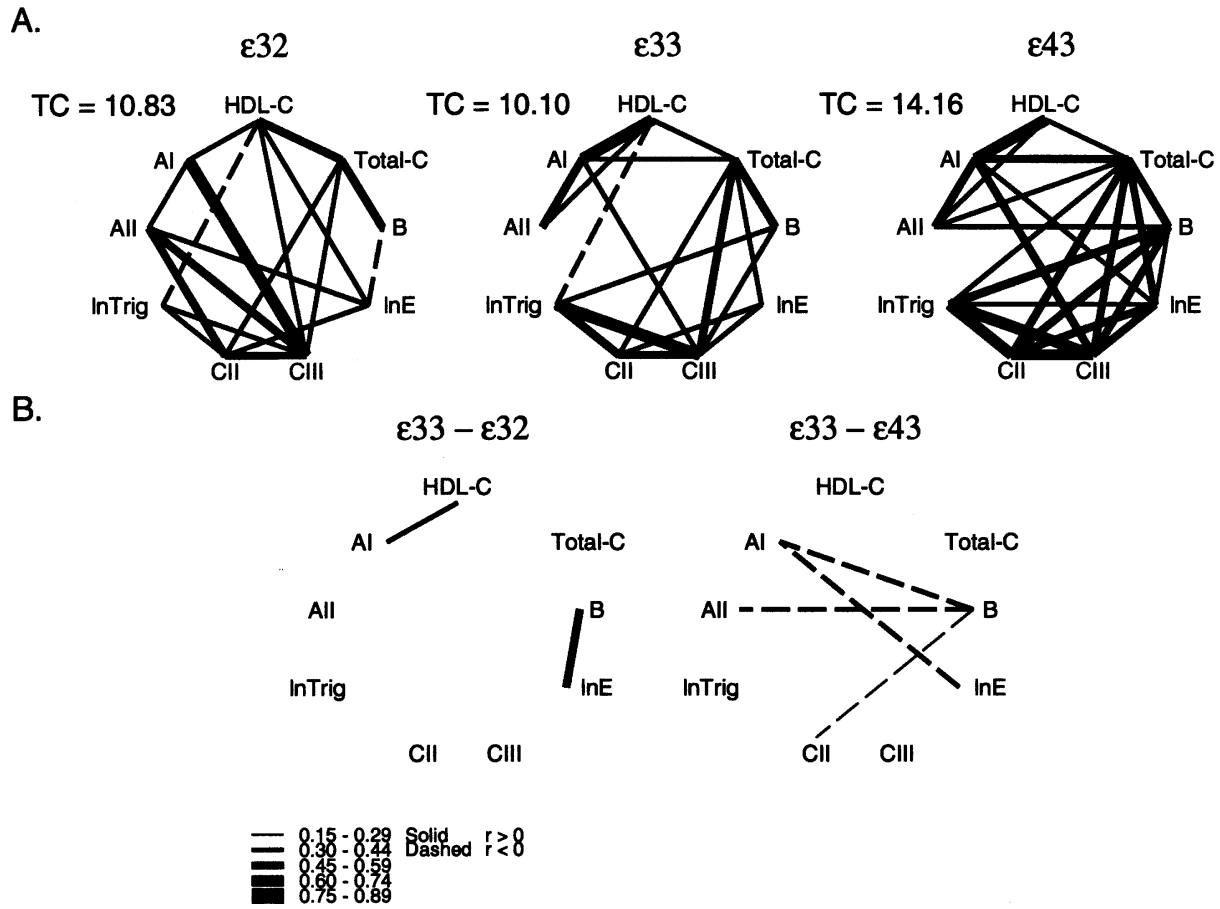 A.
ε32
ε33
ε43
TC = 10.83
HDL-C
TC = 10.10
HDL-C
TC = 14.16
HDL-C
AI
Total-C
AI
Total-C
AI
Total-C
AII
B
AII
B
AII
B
lnTrig
lnE
lnTrig
lnE
lnTrig
lnE
CII
CIII
CII
CIII
CII
CIII
B.
ε33 – ε32
ε33 – ε43
HDL-C
HDL-C
AI
Total-C
AI
Total-C
AII
B
AII
B
lnTrig
lnE
lnTrig
lnE
CII
CIII
CII
CIII
0.15 - 0.29 Solid r > 0
0.30 - 0.44 Dashed r < 0
0.45 - 0.59
0.60 - 0.74
0.75 - 0.89